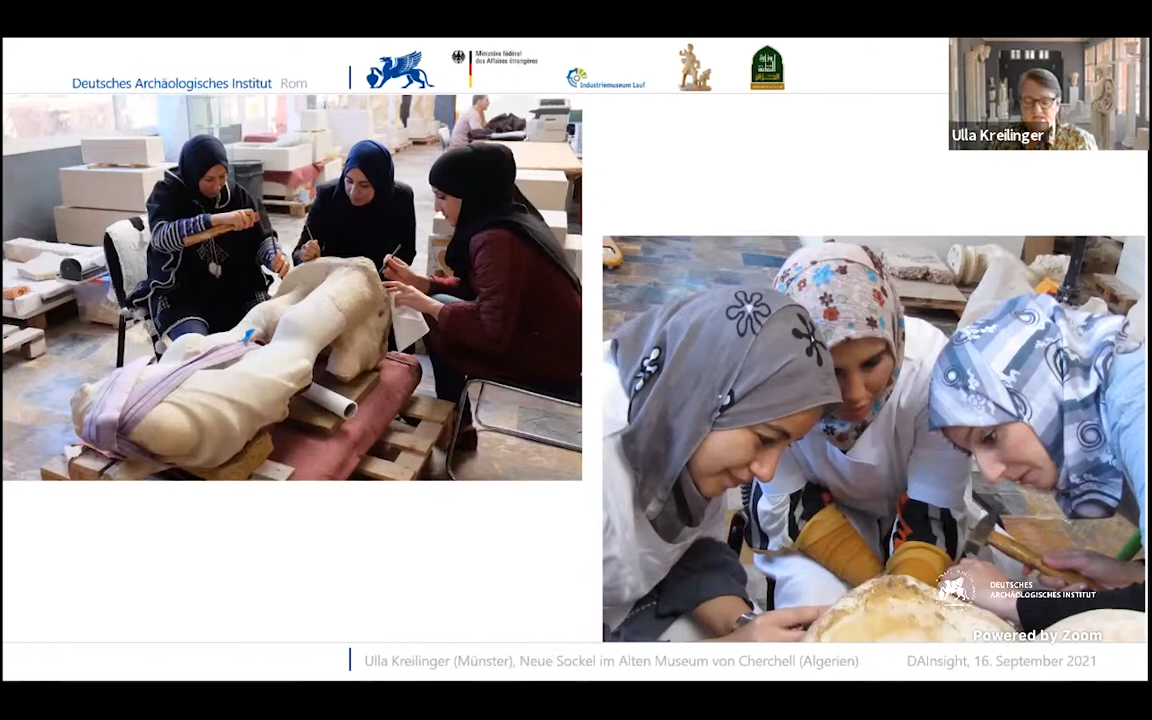 Deutsches Archäologisches Institut Rom
Ministère fédéral
des Affaires étrangères
Industriemuseum Lauf
Ulla Kreilinger
DEUTSCHES
ARCHÄOLOGISCHES INSTITUT
Powered by Zoom
Ulla Kreilinger (Münster), Neue Sockel im Alten Museum von Cherchell (Algerien)
DAInsight, 16. September 2021